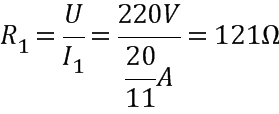 R₁ = U/I₁ = 220V/(20/11 A) = 121Ω